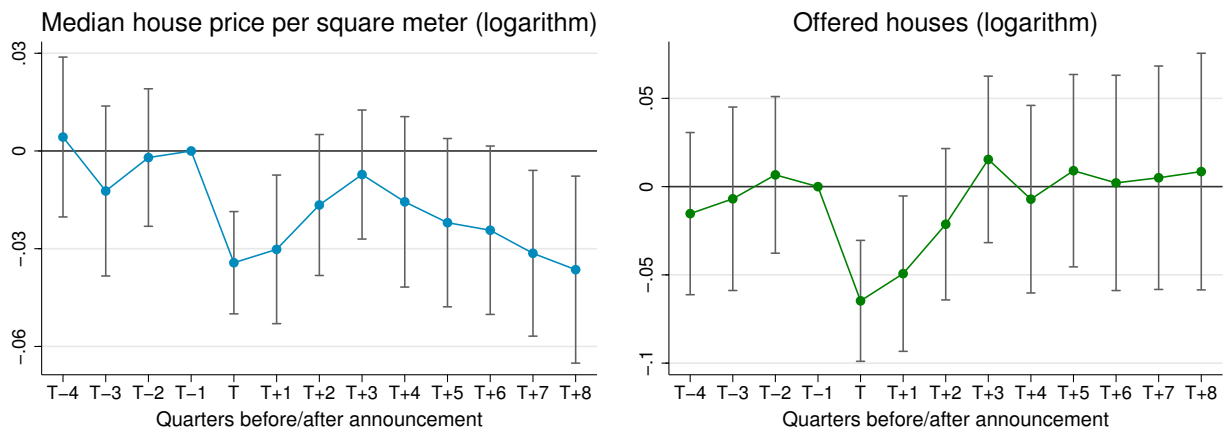 Median house price per square meter (logarithm)
.03
0
-.03
-.06
T−4 T−3 T−2 T−1 T T+1 T+2 T+3 T+4 T+5 T+6 T+7 T+8
Quarters before/after announcement
Offered houses (logarithm)
.05
0
-.05
-.1
T−4 T−3 T−2 T−1 T T+1 T+2 T+3 T+4 T+5 T+6 T+7 T+8
Quarters before/after announcement